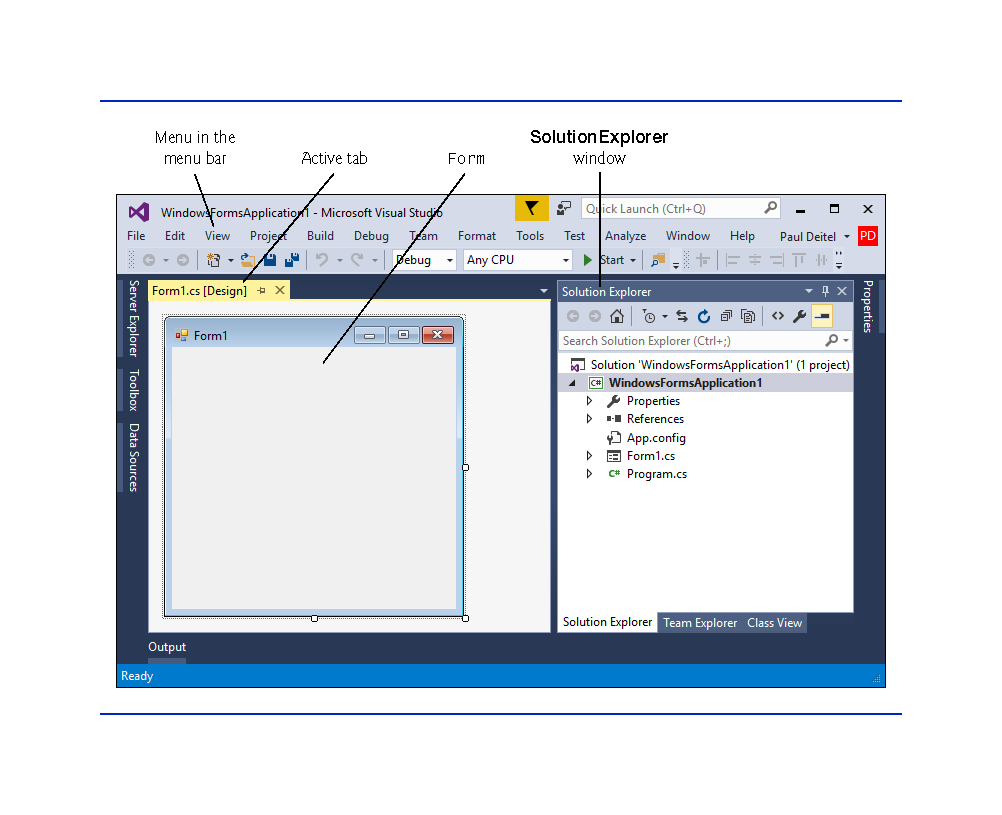 Menu in the
menu bar
Active tab
Form
Solution Explorer
window
WindowsFormsApplication1 - Microsoft Visual Studio
Quick Launch (Ctrl+Q)
File Edit View Project Build Debug Team Format Tools Test Analyze Window Help Paul Deitel PD
Debug Any CPU Start
Server Explorer
Toolbox
Data Sources
Form1.cs [Design]
Form1
Solution Explorer
Search Solution Explorer (Ctrl+;)
Solution 'WindowsFormsApplication1' (1 project)
C# WindowsFormsApplication1
Properties
References
App.config
Form1.cs
C# Program.cs
Solution Explorer Team Explorer Class View
Properties
Output
Ready